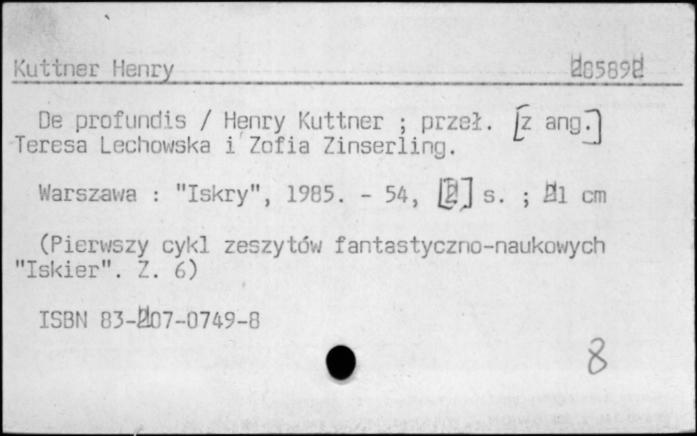 Kuttner Henry 285892
De profundis / Henry Kuttner ; przeł. [z ang.]
Teresa Lechowska i Zofia Zinserling.
Warszawa : "Iskry", 1985. - 54, [2] s. ; 21 cm
(Pierwszy cykl zeszytów fantastyczno-naukowych
"Iskier". Z. 6)
ISBN 83-207-0749-8
8